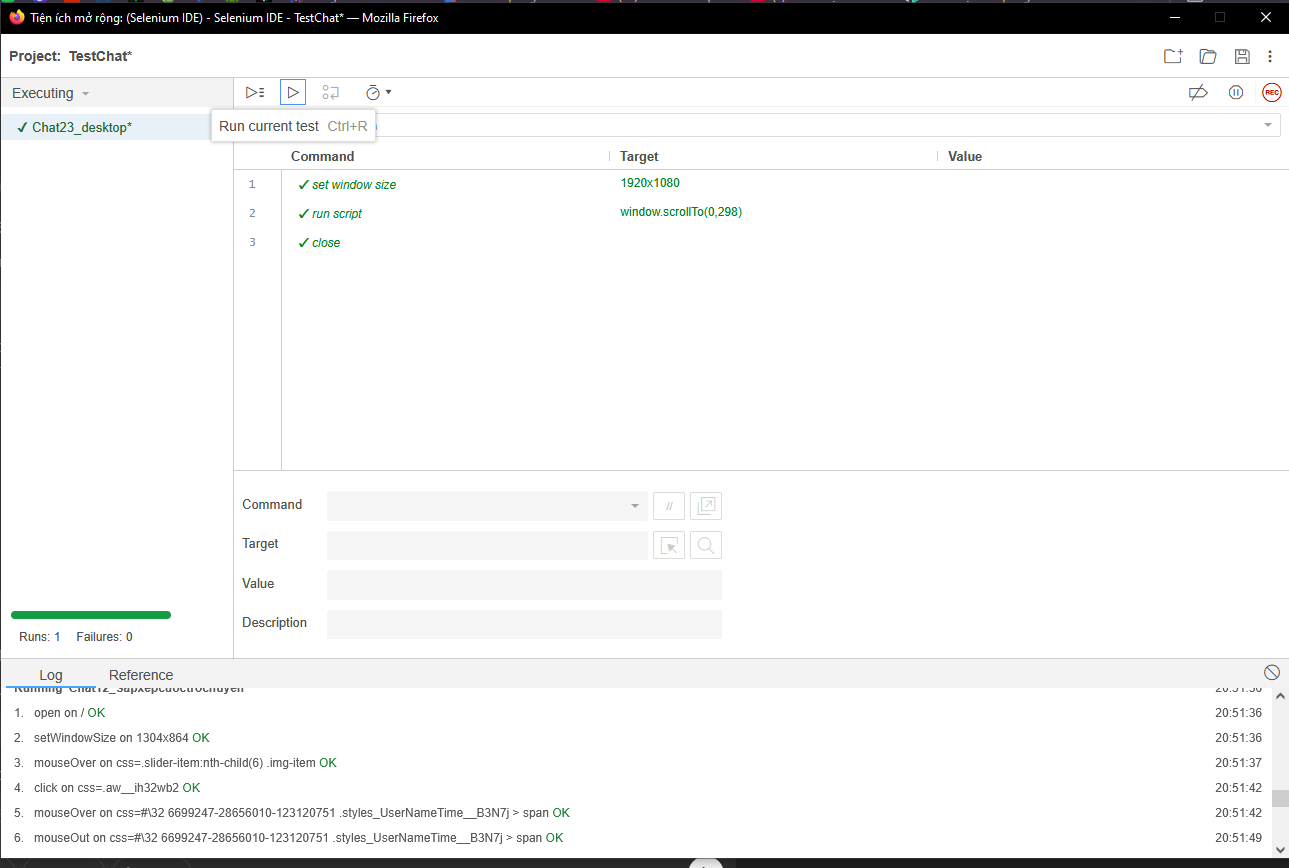 Tiện ích mở rộng: (Selenium IDE) - Selenium IDE - TestChat* — Mozilla Firefox
Project: TestChat*
Executing
REC
✓ Chat23_desktop*
Run current test Ctrl+R
Command Target Value
1 ✓ set window size 1920x1080
2 ✓ run script window.scrollTo(0,298)
3 ✓ close
Command //
Target
Value
Description
Runs: 1 Failures: 0
Log Reference
Running 'Chat12_Sapxepcuoctrochuyen' 20:51:36
1. open on / OK 20:51:36
2. setWindowSize on 1304x864 OK 20:51:36
3. mouseOver on css=.slider-item:nth-child(6) .img-item OK 20:51:37
4. click on css=.aw__ih32wb2 OK 20:51:42
5. mouseOver on css=#\32 6699247-28656010-123120751 .styles_UserNameTime__B3N7j > span OK 20:51:42
6. mouseOut on css=#\32 6699247-28656010-123120751 .styles_UserNameTime__B3N7j > span OK 20:51:49